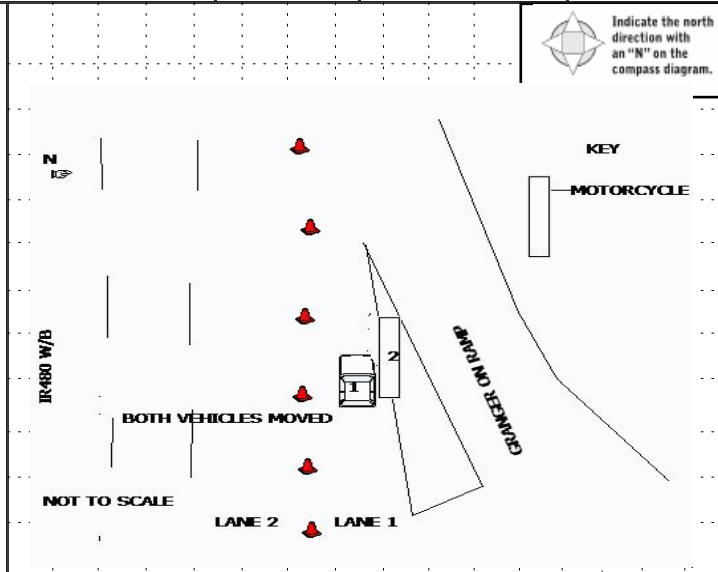 Indicate the north
direction with
an “N” on the
compass diagram.
N
KEY
MOTORCYCLE
IR480 W/B
2
1
GRANGER ON RAMP
BOTH VEHICLES MOVED
NOT TO SCALE
LANE 2
LANE 1